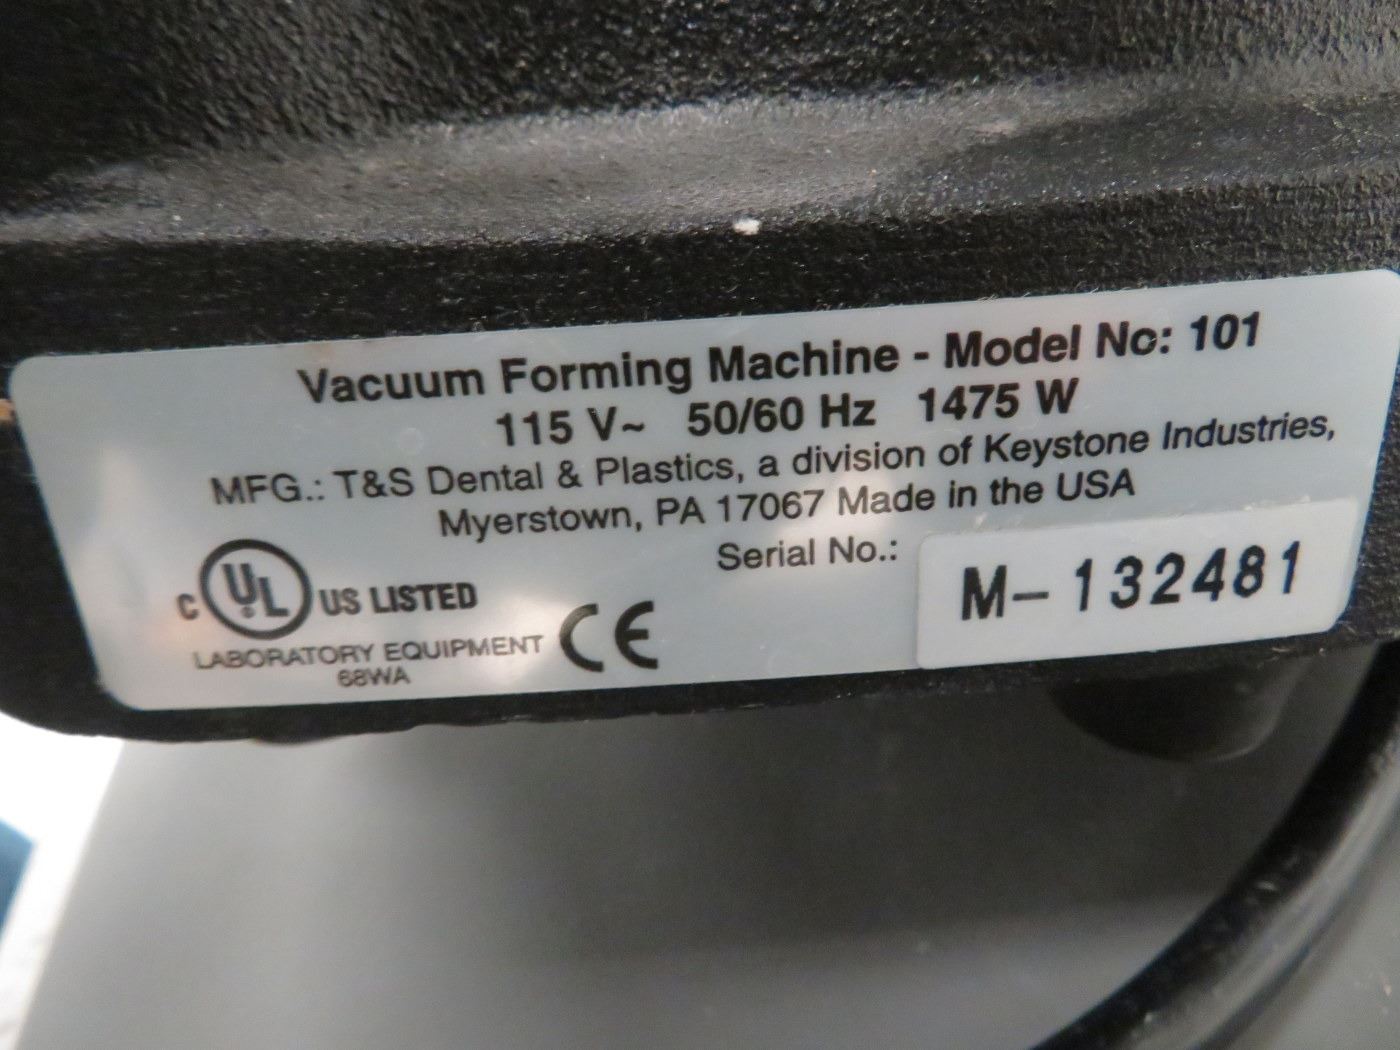 Vacuum Forming Machine - Model No: 101
115 V~ 50/60 Hz 1475 W
MFG.: T&S Dental & Plastics, a division of Keystone Industries,
Myerstown, PA 17067 Made in the USA
Serial No.: M-132481
C UL ® US LISTED
LABORATORY EQUIPMENT
68WA
CE